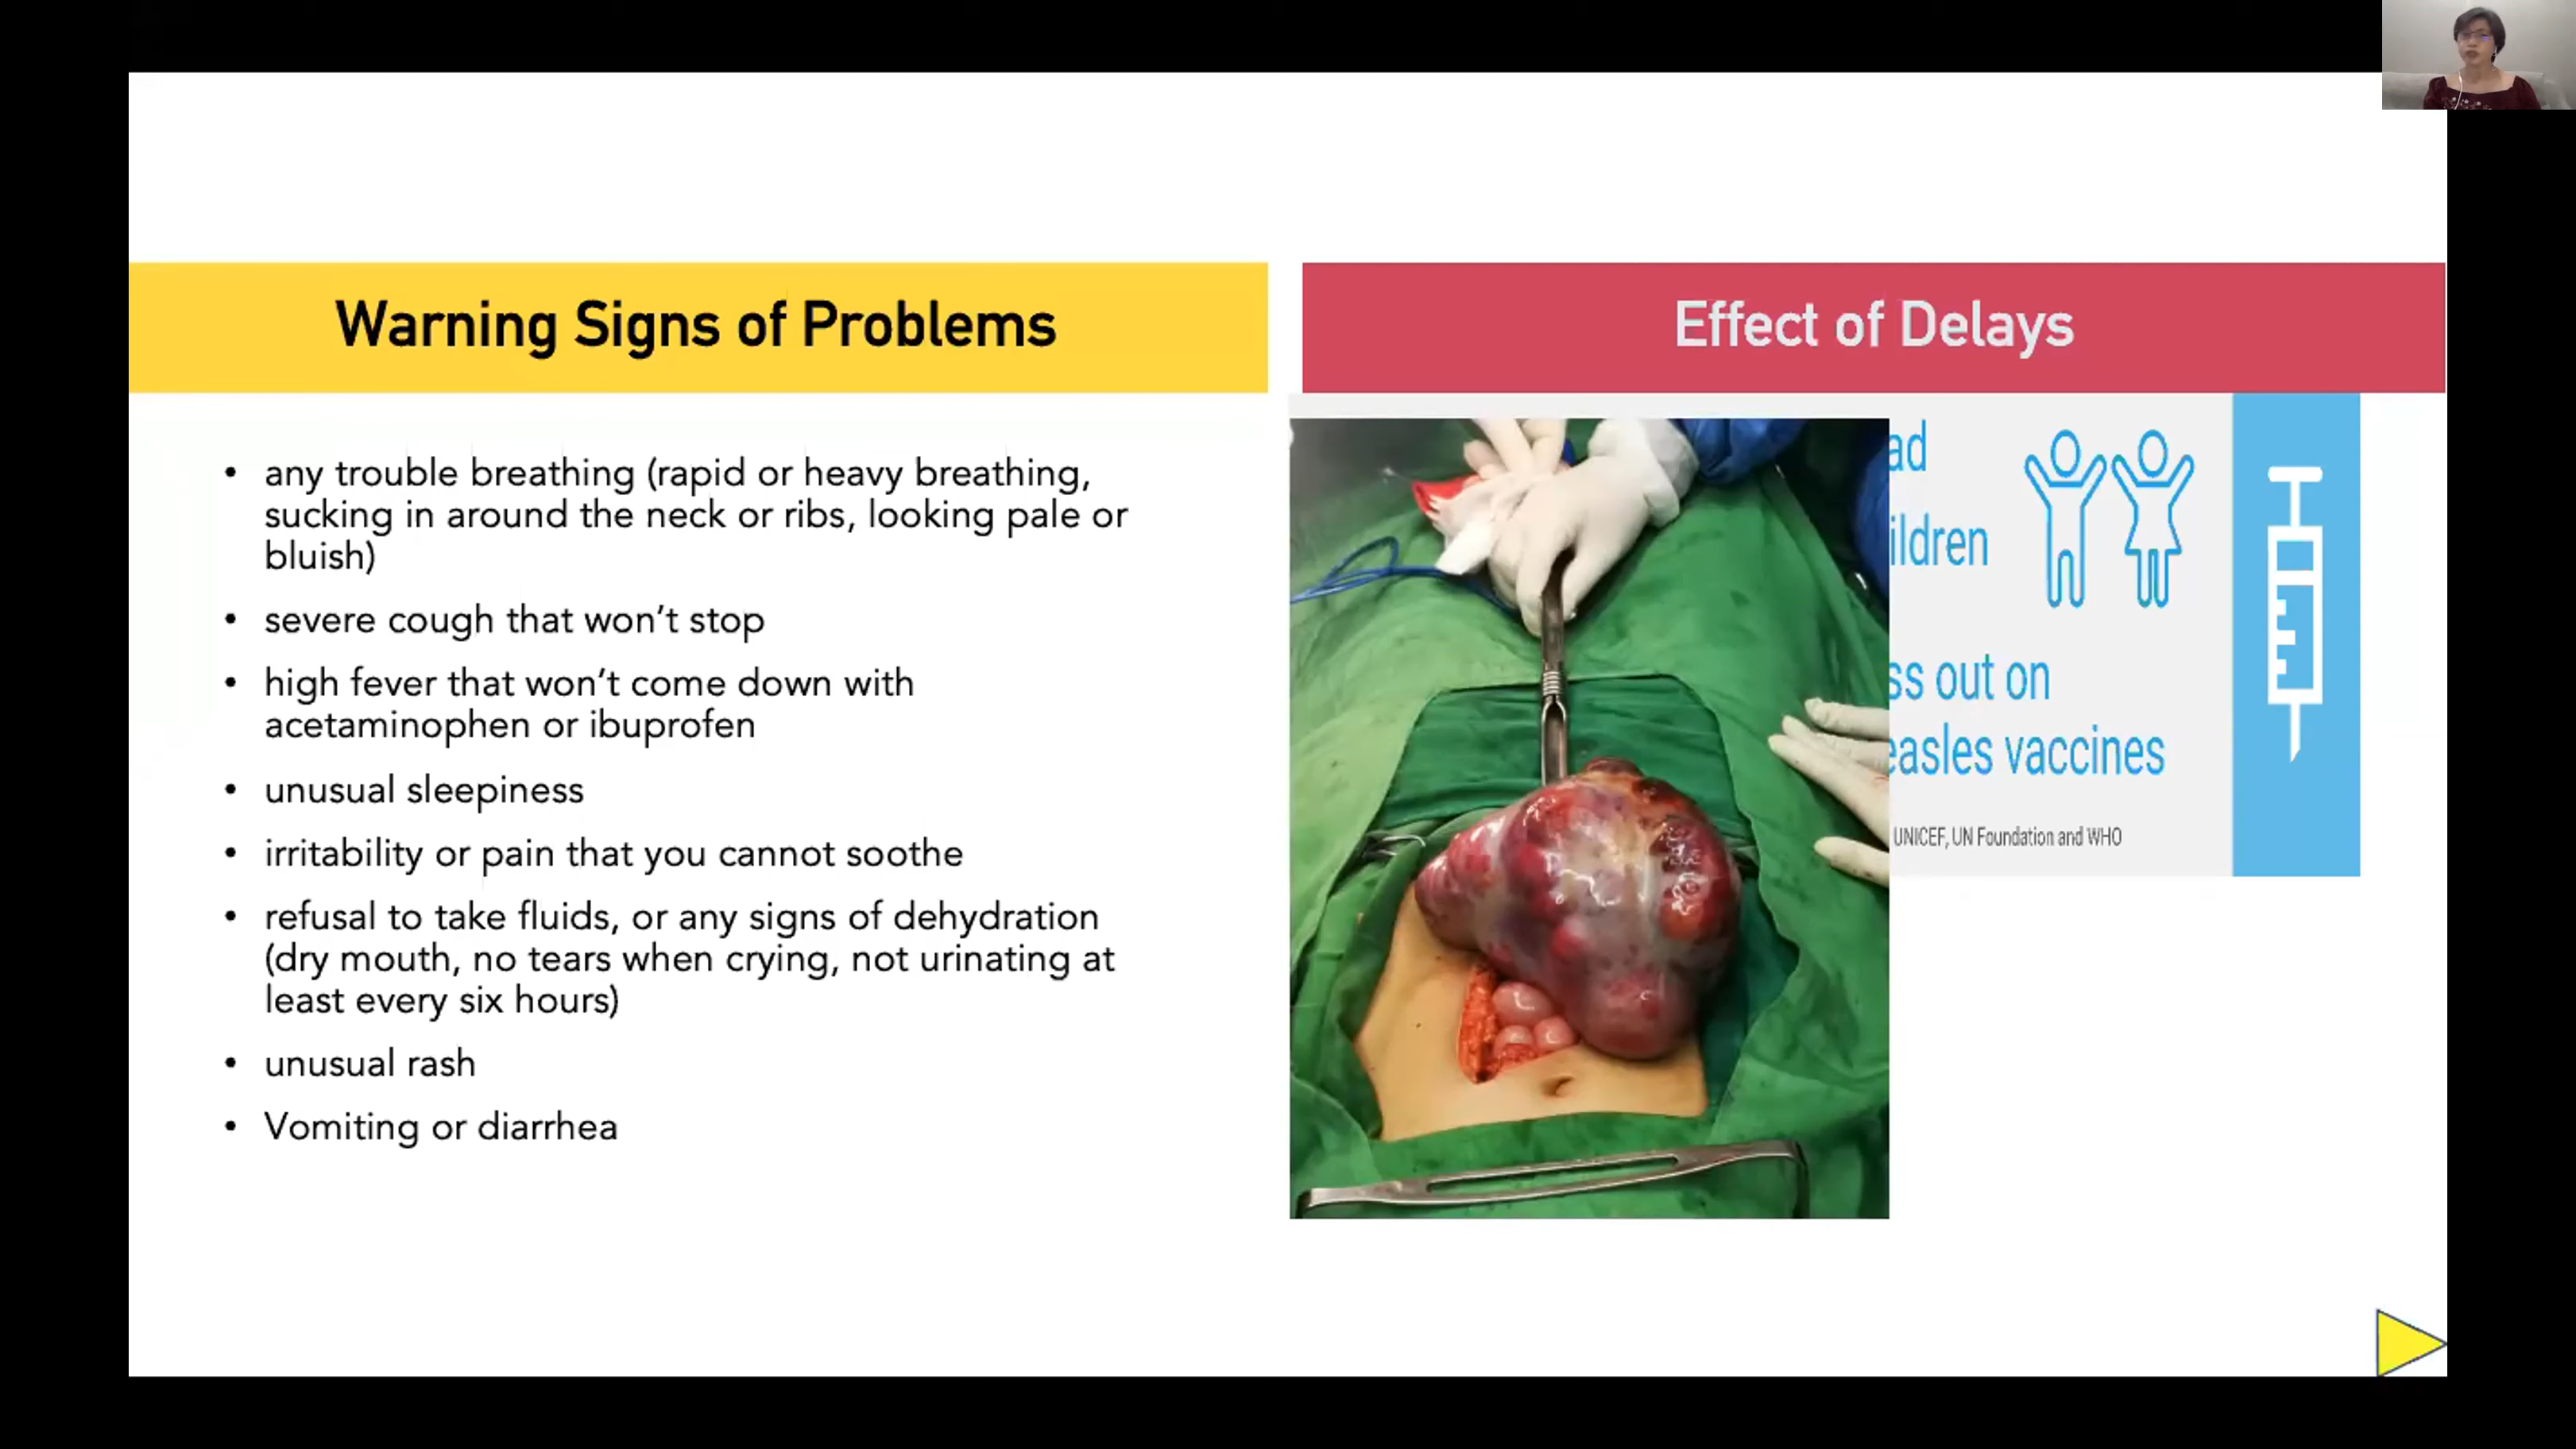 Warning Signs of Problems
• any trouble breathing (rapid or heavy breathing,
sucking in around the neck or ribs, looking pale or
bluish)
• severe cough that won’t stop
• high fever that won’t come down with
acetaminophen or ibuprofen
• unusual sleepiness
• irritability or pain that you cannot soothe
• refusal to take fluids, or any signs of dehydration
(dry mouth, no tears when crying, not urinating at
least every six hours)
• unusual rash
• Vomiting or diarrhea
Effect of Delays
ad
ildren
ss out on
easles vaccines
UNICEF, UN Foundation and WHO